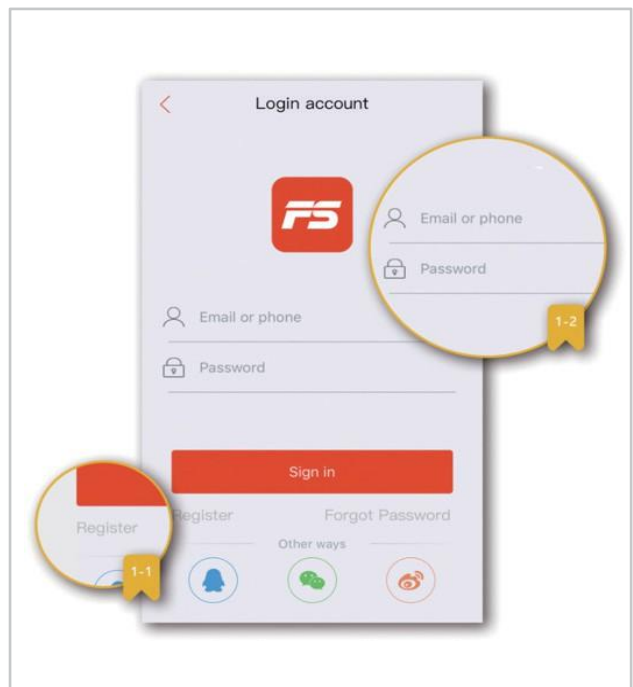 Login account
FS
Email or phone
Password
Email or phone
Password
1-2
Sign in
Register
Forgot Password
Register
Other ways
1-1